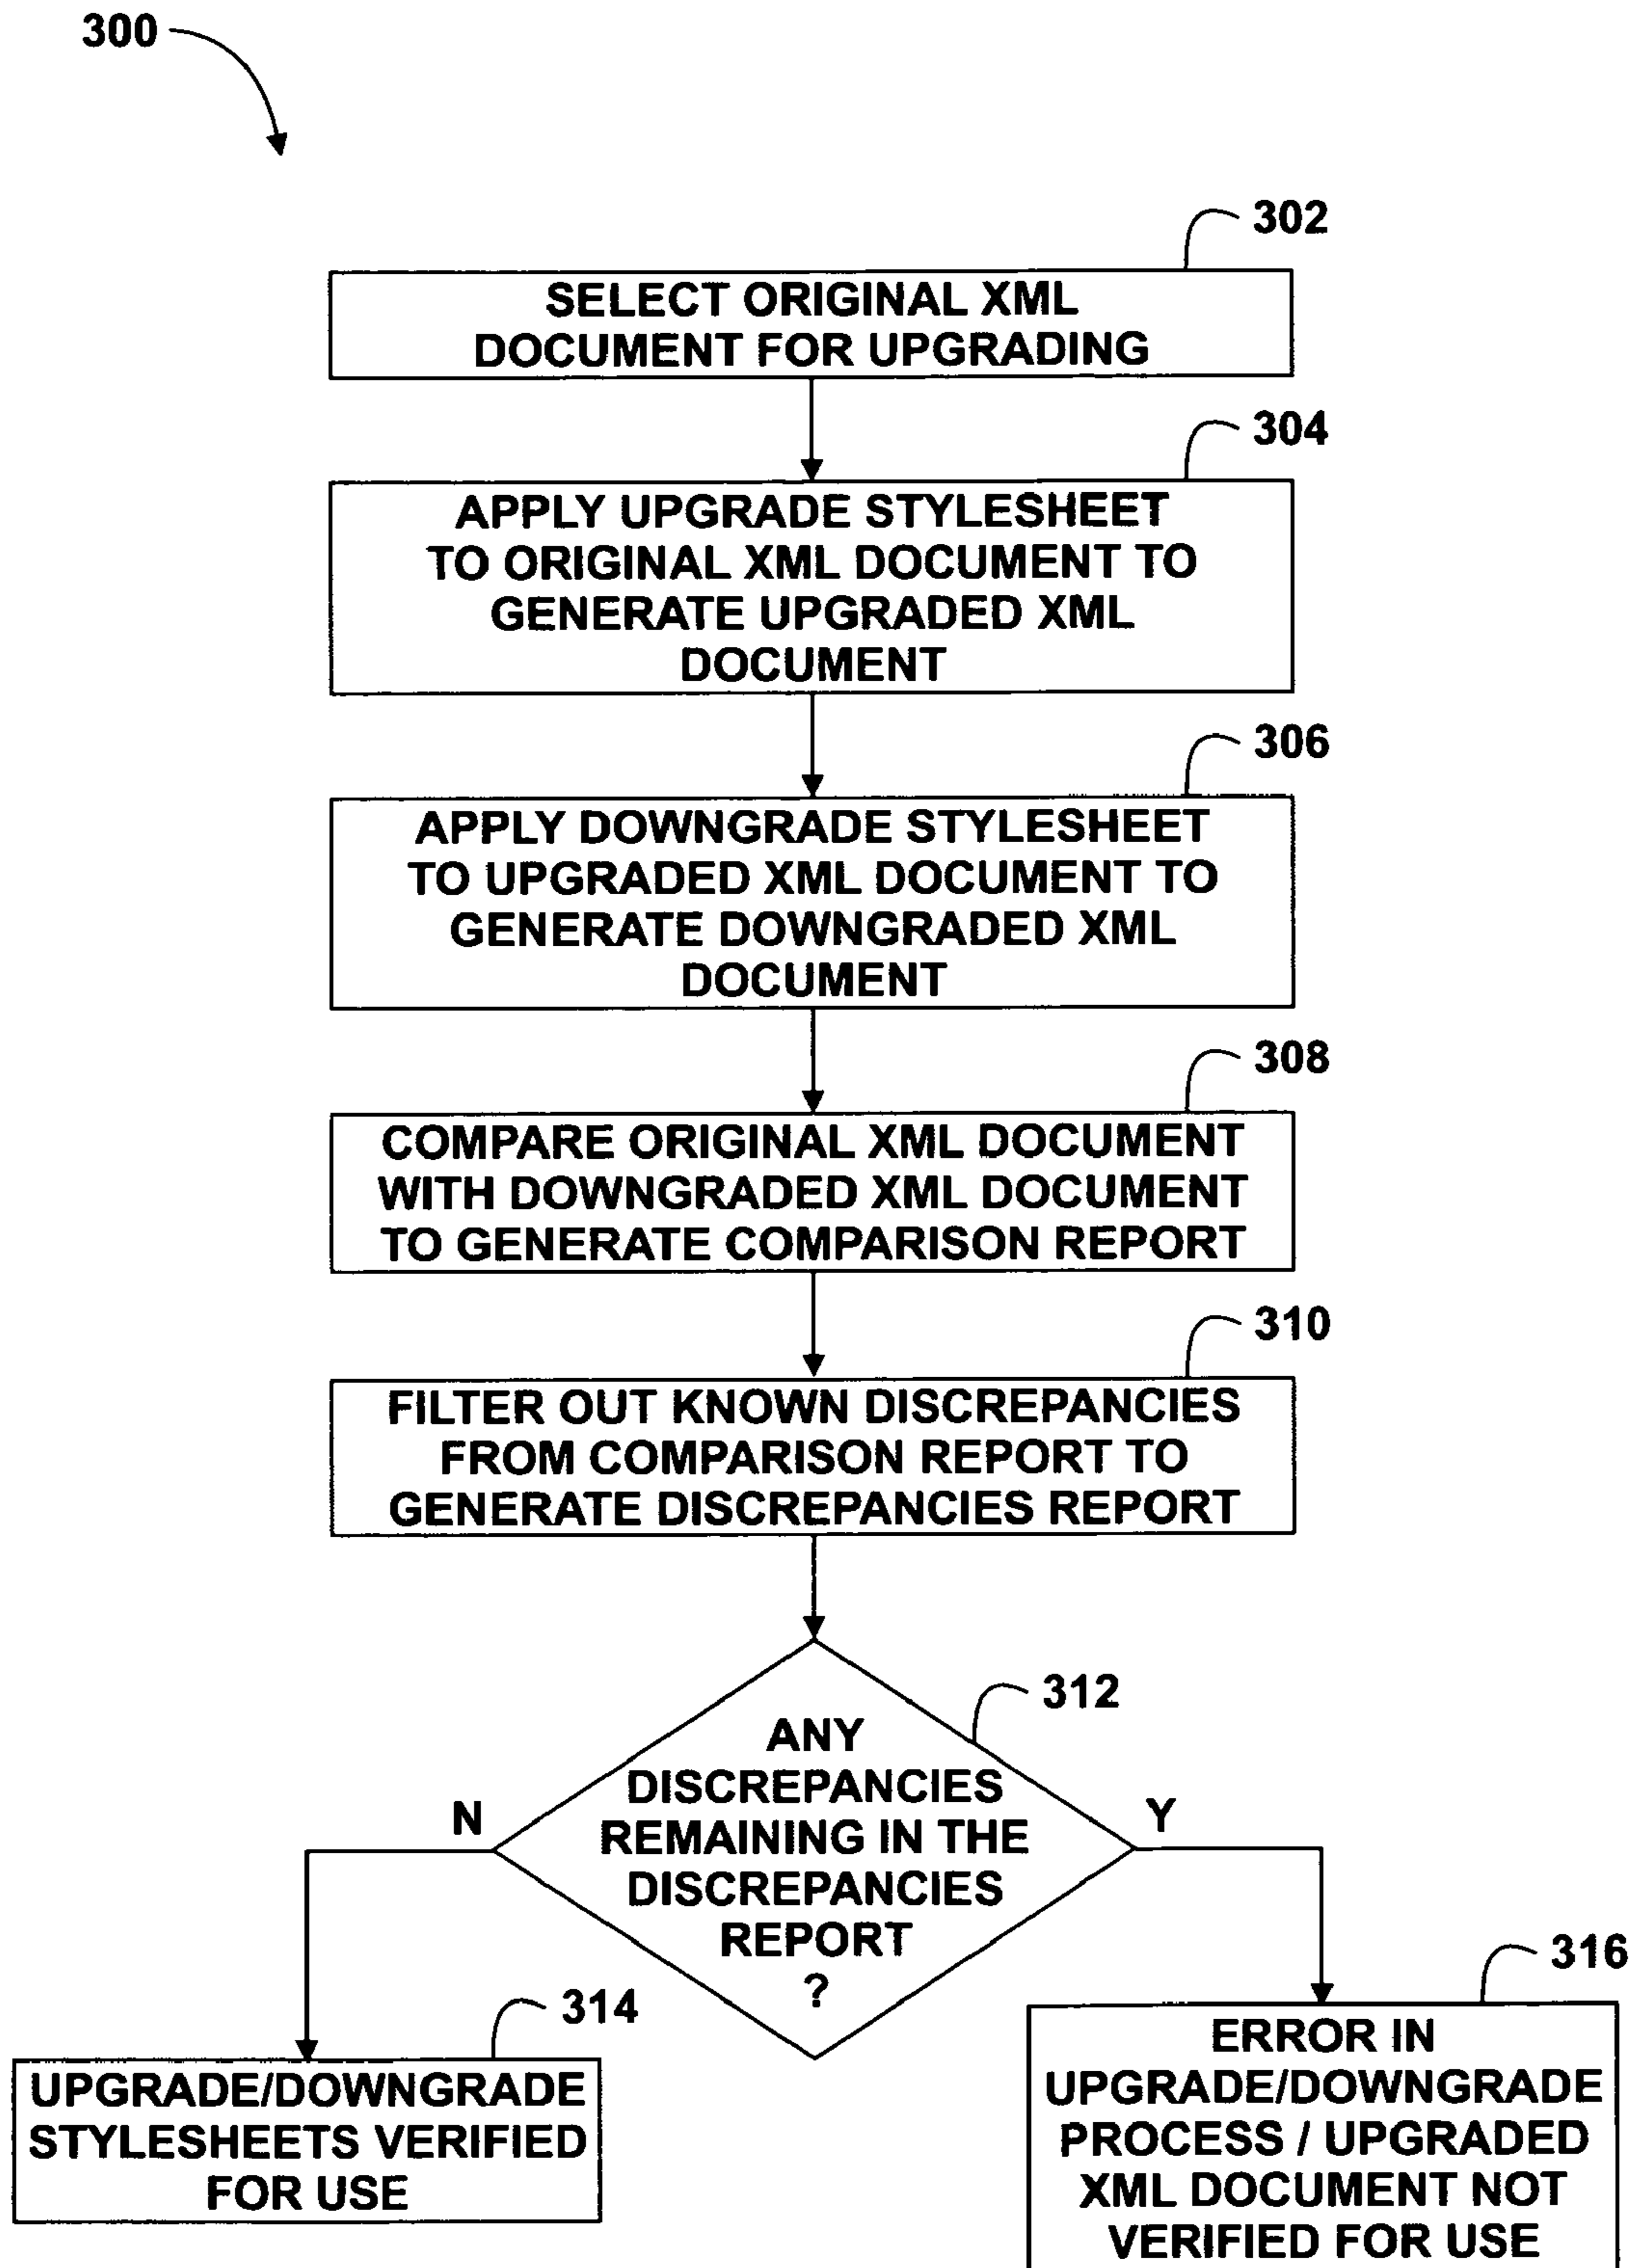 300
302
SELECT ORIGINAL XML
DOCUMENT FOR UPGRADING
304
APPLY UPGRADE STYLESHEET
TO ORIGINAL XML DOCUMENT TO
GENERATE UPGRADED XML
DOCUMENT
306
APPLY DOWNGRADE STYLESHEET
TO UPGRADED XML DOCUMENT TO
GENERATE DOWNGRADED XML
DOCUMENT
308
COMPARE ORIGINAL XML DOCUMENT
WITH DOWNGRADED XML DOCUMENT
TO GENERATE COMPARISON REPORT
310
FILTER OUT KNOWN DISCREPANCIES
FROM COMPARISON REPORT TO
GENERATE DISCREPANCIES REPORT
312
ANY
DISCREPANCIES
REMAINING IN THE
DISCREPANCIES
REPORT
?
N
Y
314
UPGRADE/DOWNGRADE
STYLESHEETS VERIFIED
FOR USE
316
ERROR IN
UPGRADE/DOWNGRADE
PROCESS / UPGRADED
XML DOCUMENT NOT
VERIFIED FOR USE